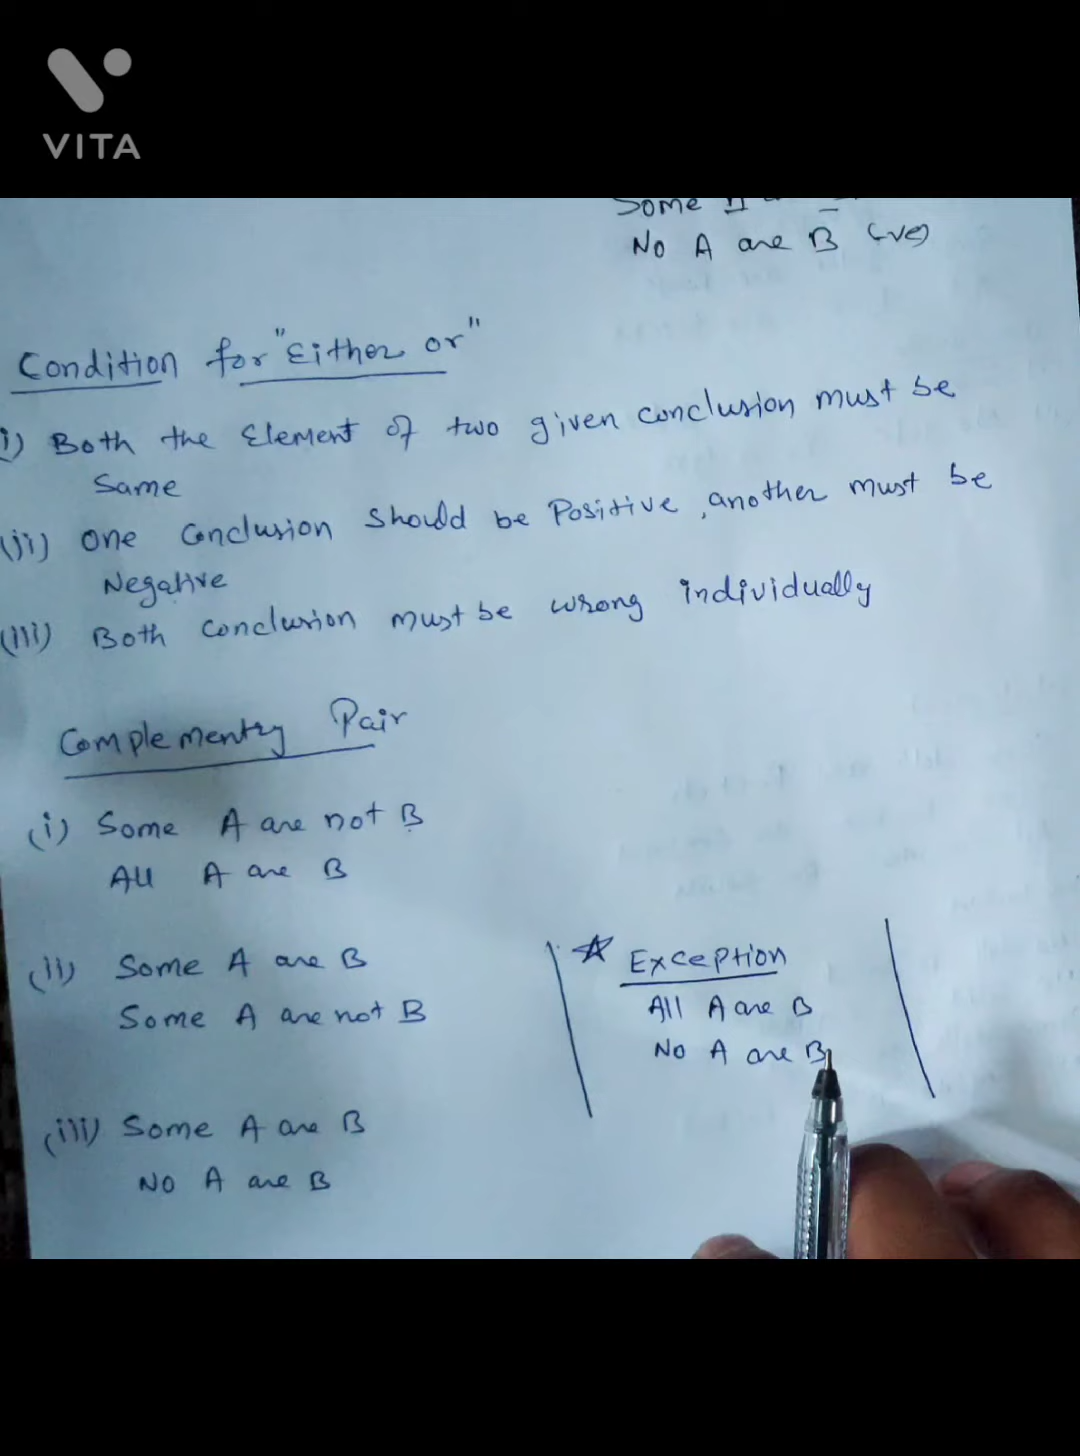 VITA
Some
No A are B (-ve)
Condition for "Either or"
i) Both the Element of two given conclusion must be
Same
(ii) one Conclusion should be Positive, another must be
Negative
(iii) Both conclusion must be wrong individually
Complementry Pair
(i) Some A are not B
All A are B
(ii) Some A are B
Some A are not B
Exception
All A are B
No A are B
(iii) Some A are B
No A are B